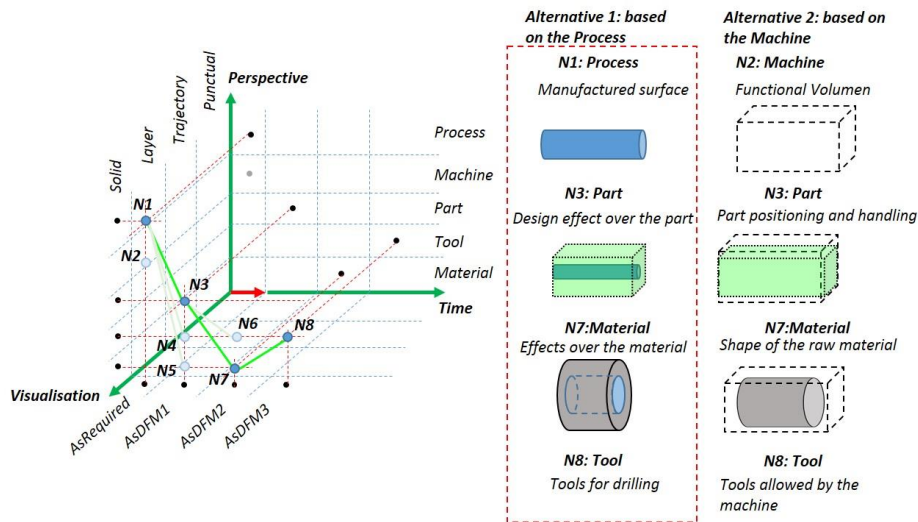 Perspective
Punctual
Trajectory
Layer
Solid
Process
Machine
Part
Tool
Material
Time
N1
N2
N3
N4
N5
N6
N7
N8
Visualisation
AsRequired
AsDFM1
AsDFM2
AsDFM3
Alternative 1: based
on the Process
N1: Process
Manufactured surface
N3: Part
Design effect over the part
N7:Material
Effects over the material
N8: Tool
Tools for drilling
Alternative 2: based on
the Machine
N2: Machine
Functional Volumen
N3: Part
Part positioning and handling
N7:Material
Shape of the raw material
N8: Tool
Tools allowed by the
machine